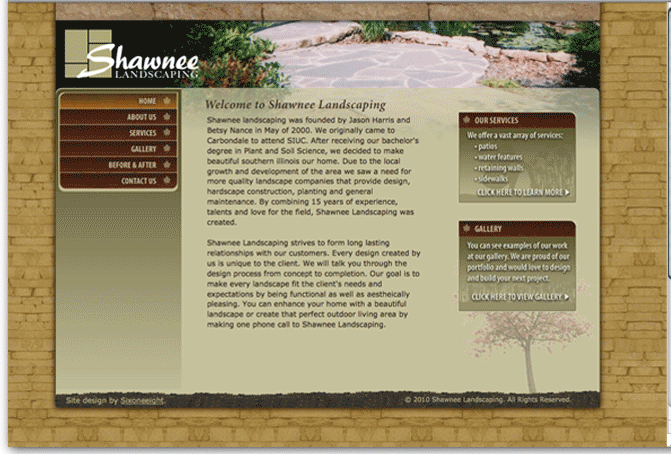 Shawnee
LANDSCAPING
HOME
ABOUT US
SERVICES
GALLERY
BEFORE & AFTER
CONTACT US
Welcome to Shawnee Landscaping
Shawnee landscaping was founded by Jason Harris and
Betsy Nance in May of 2000. We originally came to
Carbondale to attend SIUC. After receiving our bachelor's
degree in Plant and Soil Science, we decided to make
beautiful southern illinois our home. Due to the local
growth and development of the area we saw a need for
more quality landscape companies that provide design,
hardscape construction, planting and general
maintenance. By combining 15 years of experience,
talents and love for the field, Shawnee Landscaping was
created.
Shawnee Landscaping strives to form long lasting
relationships with our customers. Every design created by
us is unique to the client. We will talk you through the
design process from concept to completion. Our goal is to
make every landscape fit the client's needs and
expectations by being functional as well as aestheically
pleasing. You can enhance your home with a beautiful
landscape or create that perfect outdoor living area by
making one phone call to Shawnee Landscaping.
OUR SERVICES
We offer a vast array of services:
• patios
• water features
• retaining walls
• sidewalks
CLICK HERE TO LEARN MORE
GALLERY
You can see examples of our work
at our gallery. We are proud of our
portfolio and would love to design
and build your next project.
CLICK HERE TO VIEW GALLERY
Site design by Sixoneeight.
© 2010 Shawnee Landscaping. All Rights Reserved.